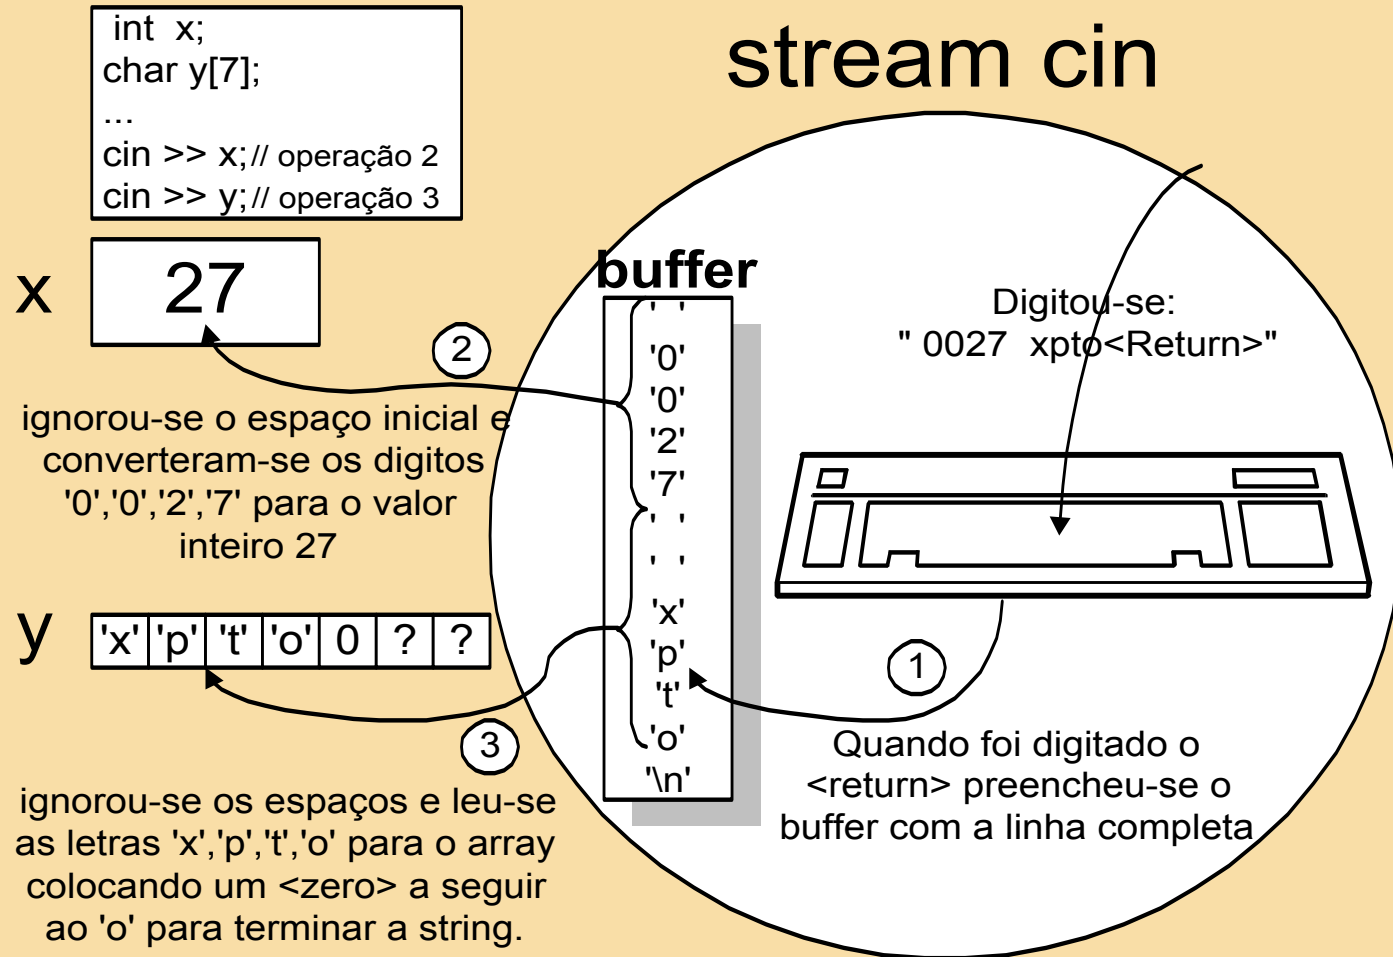 int x;
char y[7];
...
cin >> x;// operação 2
cin >> y;// operação 3
stream cin
x
27
2
ignorou-se o espaço inicial e
converteram-se os digitos
'0','0','2','7' para o valor
inteiro 27
y
'x' 'p' 't' 'o' 0 ? ?
3
ignorou-se os espaços e leu-se
as letras 'x','p','t','o' para o array
colocando um <zero> a seguir
ao 'o' para terminar a string.
buffer
' '
'0'
'0'
'2'
'7'
' '
' '
'x'
'p'
't'
'o'
'\n'
Digitou-se:
" 0027  xpto<Return>"
1
Quando foi digitado o
<return> preencheu-se o
buffer com a linha completa